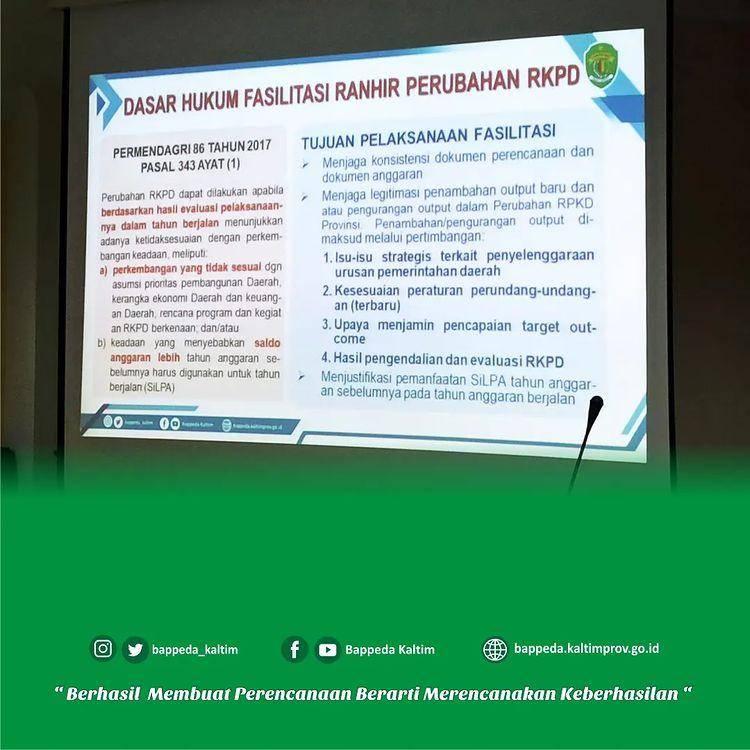 DASAR HUKUM FASILITASI RANHIR PERUBAHAN RKPD
PERMENDAGRI 86 TAHUN 2017
PASAL 343 AYAT (1)
Perubahan RKPD dapat dilakukan apabila
berdasarkan hasil evaluasi pelaksanaan-
nya dalam tahun berjalan menunjukkan
adanya ketidaksesuaian dengan perkem-
bangan keadaan, meliputi:
a) perkembangan yang tidak sesuai dgn
asumsi prioritas pembangunan Daerah,
kerangka ekonomi Daerah dan keuang-
an Daerah, rencana program dan kegiat
an RKPD berkenaan; dan/atau
b) keadaan yang menyebabkan saldo
anggaran lebih tahun anggaran se-
belumnya harus digunakan untuk tahun
berjalan (SiLPA)
TUJUAN PELAKSANAAN FASILITASI
➢ Menjaga konsistensi dokumen perencanaan dan
dokumen anggaran
➢ Menjaga legitimasi penambahan output baru dan
atau pengurangan output dalam Perubahan RPKD
Provinsi. Penambahan/pengurangan output di-
maksud melalui pertimbangan:
1. Isu-isu strategis terkait penyelenggaraan
urusan pemerintahan daerah
2. Kesesuaian peraturan perundang-undang-
an (terbaru)
3. Upaya menjamin pencapaian target out-
come
4. Hasil pengendalian dan evaluasi RKPD
➢ Menjustifikasi pemanfaatan SiLPA tahun anggar-
an sebelumnya pada tahun anggaran berjalan
bappeda_kaltim Bappeda Kaltim Bappeda.kaltimprov.go.id
bappeda_kaltim Bappeda Kaltim bappeda.kaltimprov.go.id
“ Berhasil Membuat Perencanaan Berarti Merencanakan Keberhasilan “